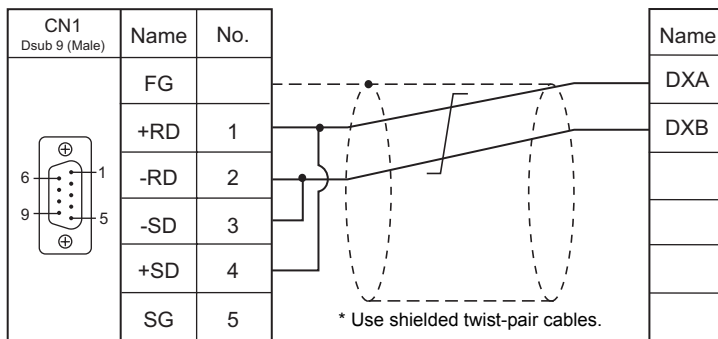 CN1
Dsub 9 (Male)
Name No.
Name
FG
DXA
+RD 1
DXB
-RD 2
6 1
9 5
-SD 3
+SD 4
SG 5
* Use shielded twist-pair cables.